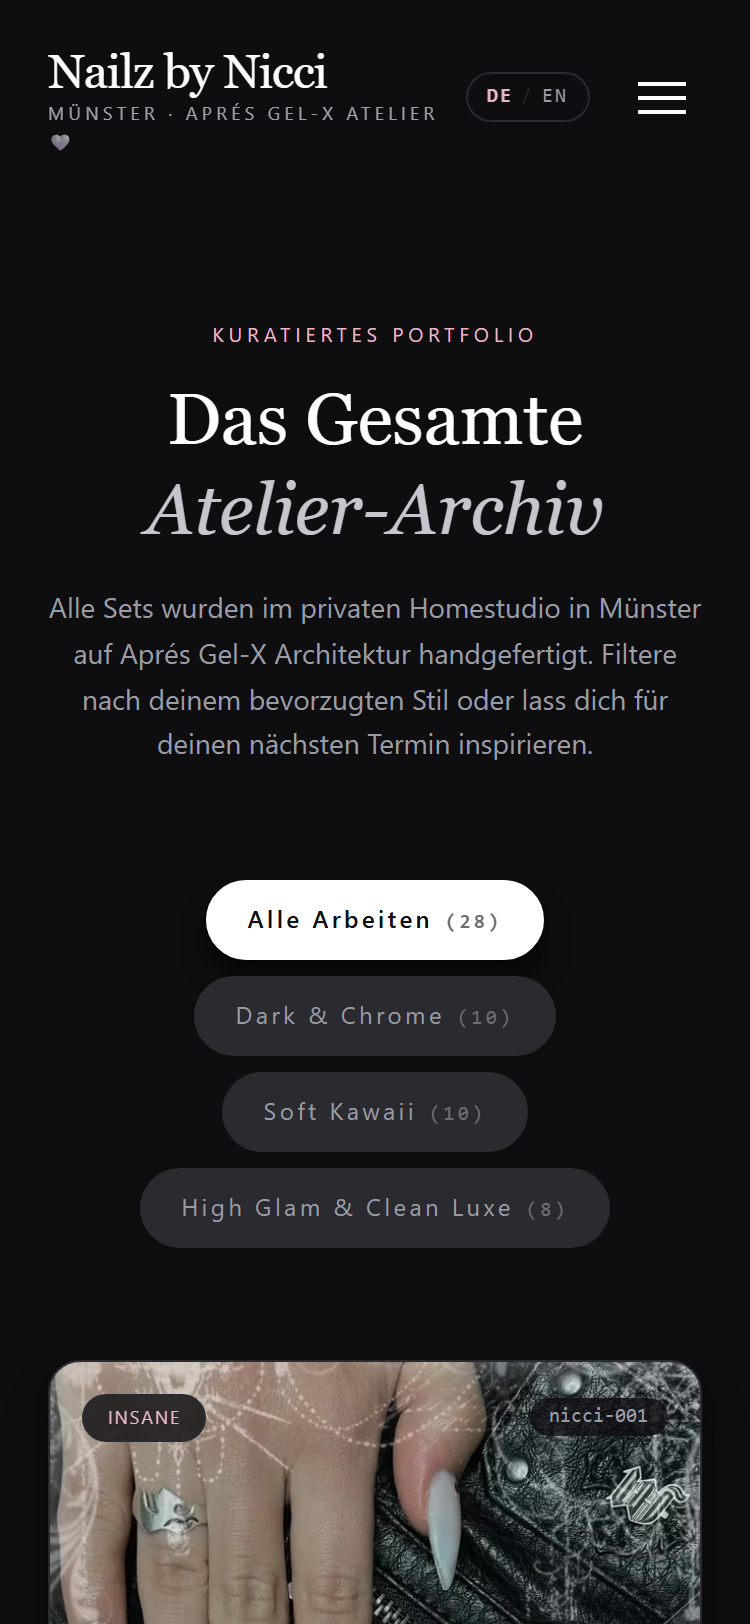 Nailz by Nicci
MÜNSTER · APRÉS GEL-X ATELIER
🩶
DE / EN
KURATIERTES PORTFOLIO
Das Gesamte
Atelier-Archiv
Alle Sets wurden im privaten Homestudio in Münster
auf Aprés Gel-X Architektur handgefertigt. Filtere
nach deinem bevorzugten Stil oder lass dich für
deinen nächsten Termin inspirieren.
Alle Arbeiten (28)
Dark & Chrome (10)
Soft Kawaii (10)
High Glam & Clean Luxe (8)
INSANE
nicci-001